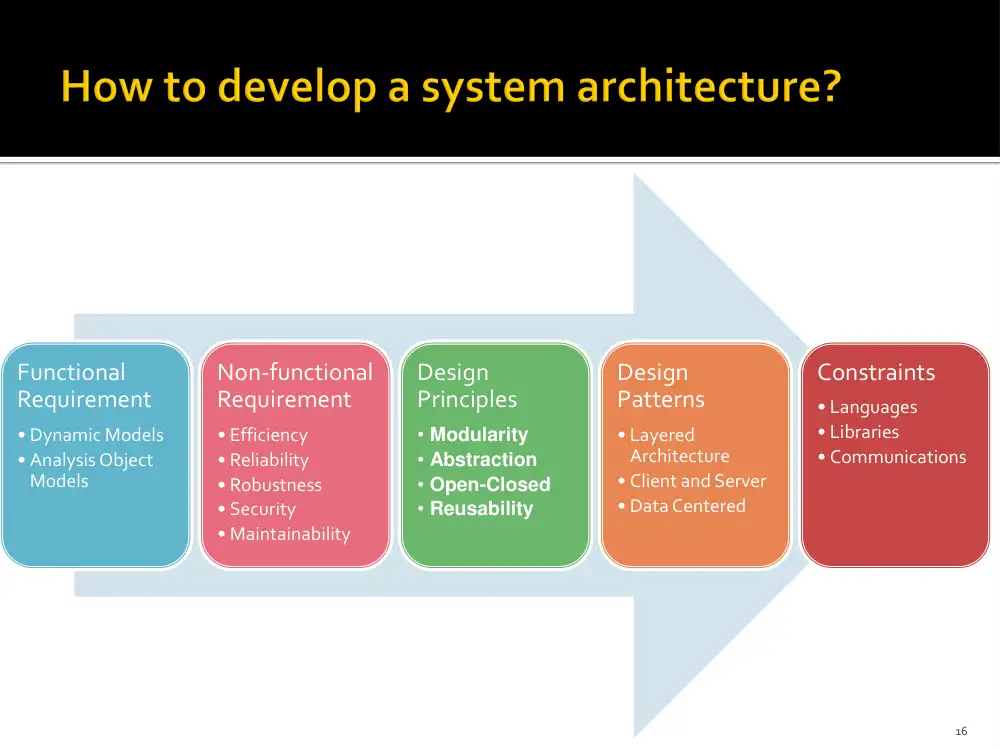 How to develop a system architecture?
Functional
Requirement
• Dynamic Models
• Analysis Object
Models
Non-functional
Requirement
• Efficiency
• Reliability
• Robustness
• Security
• Maintainability
Design
Principles
• Modularity
• Abstraction
• Open-Closed
• Reusability
Design
Patterns
• Layered
Architecture
• Client and Server
• Data Centered
Constraints
• Languages
• Libraries
• Communications
16